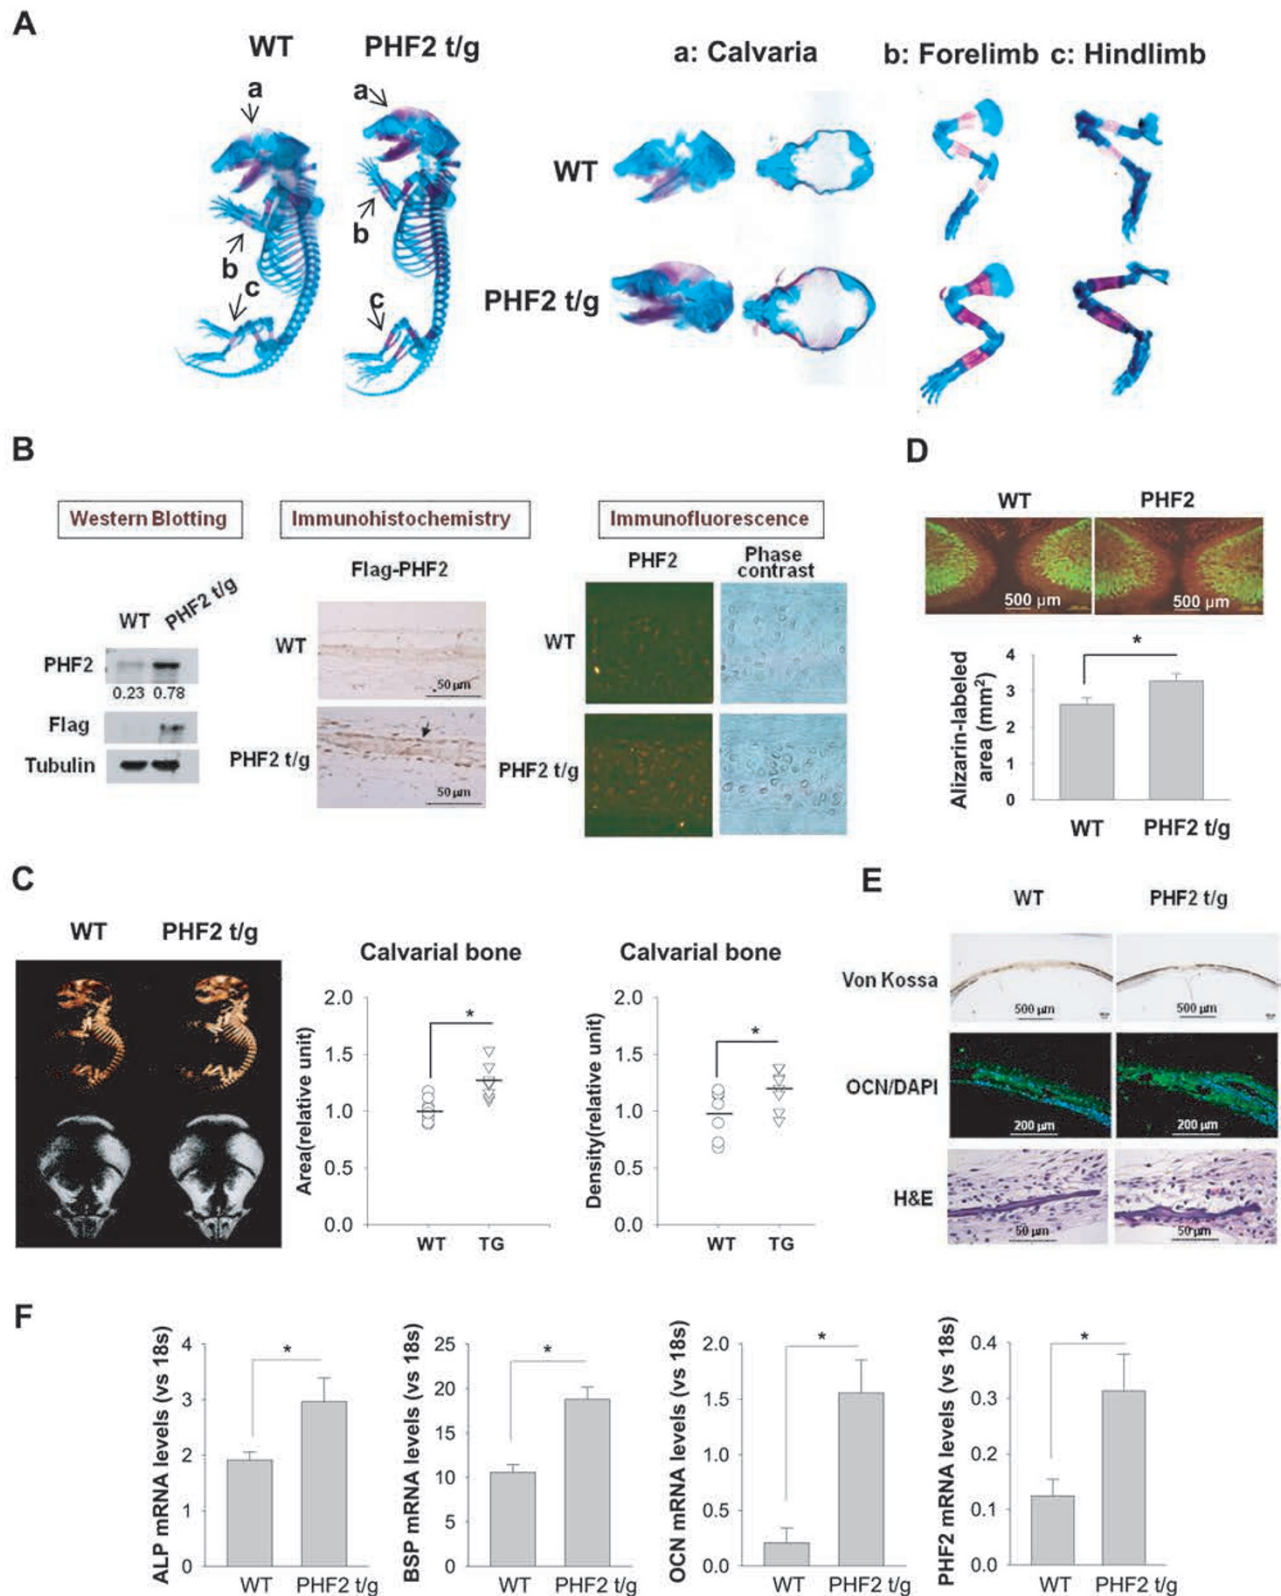 A
WT
PHF2 t/g
a: Calvaria
b: Forelimb
c: Hindlimb
a
a
b
b
c
c
WT
PHF2 t/g
B
Western Blotting
Immunohistochemistry
Immunofluorescence
WT
PHF2 t/g
PHF2
0.23
0.78
Flag
Tubulin
Flag-PHF2
WT
50 µm
PHF2 t/g
50 µm
PHF2
Phase
contrast
WT
PHF2 t/g
D
WT
PHF2
500 µm
500 µm
*
Alizarin-labeled
area (mm²)
4
3
2
1
0
WT
PHF2 t/g
C
WT
PHF2 t/g
Calvarial bone
Area(relative unit)
2.0
1.5
1.0
0.5
0.0
*
WT
TG
Calvarial bone
Density(relative unit)
2.0
1.5
1.0
0.5
0.0
*
WT
TG
E
WT
PHF2 t/g
Von Kossa
500 µm
500 µm
OCN/DAPI
200 µm
200 µm
H&E
50 µm
50 µm
F
ALP mRNA levels (vs 18s)
4
3
2
1
0
*
WT
PHF2 t/g
BSP mRNA levels (vs 18s)
25
20
15
10
5
0
*
WT
PHF2 t/g
OCN mRNA levels (vs 18s)
2.0
1.5
1.0
0.5
0.0
*
WT
PHF2 t/g
PHF2 mRNA levels (vs 18s)
0.4
0.3
0.2
0.1
0.0
*
WT
PHF2 t/g